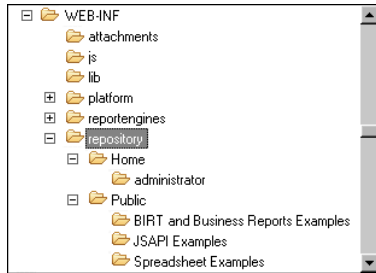 WEB-INF
attachments
js
lib
platform
reportengines
repository
Home
administrator
Public
BIRT and Business Reports Examples
JSAPI Examples
Spreadsheet Examples